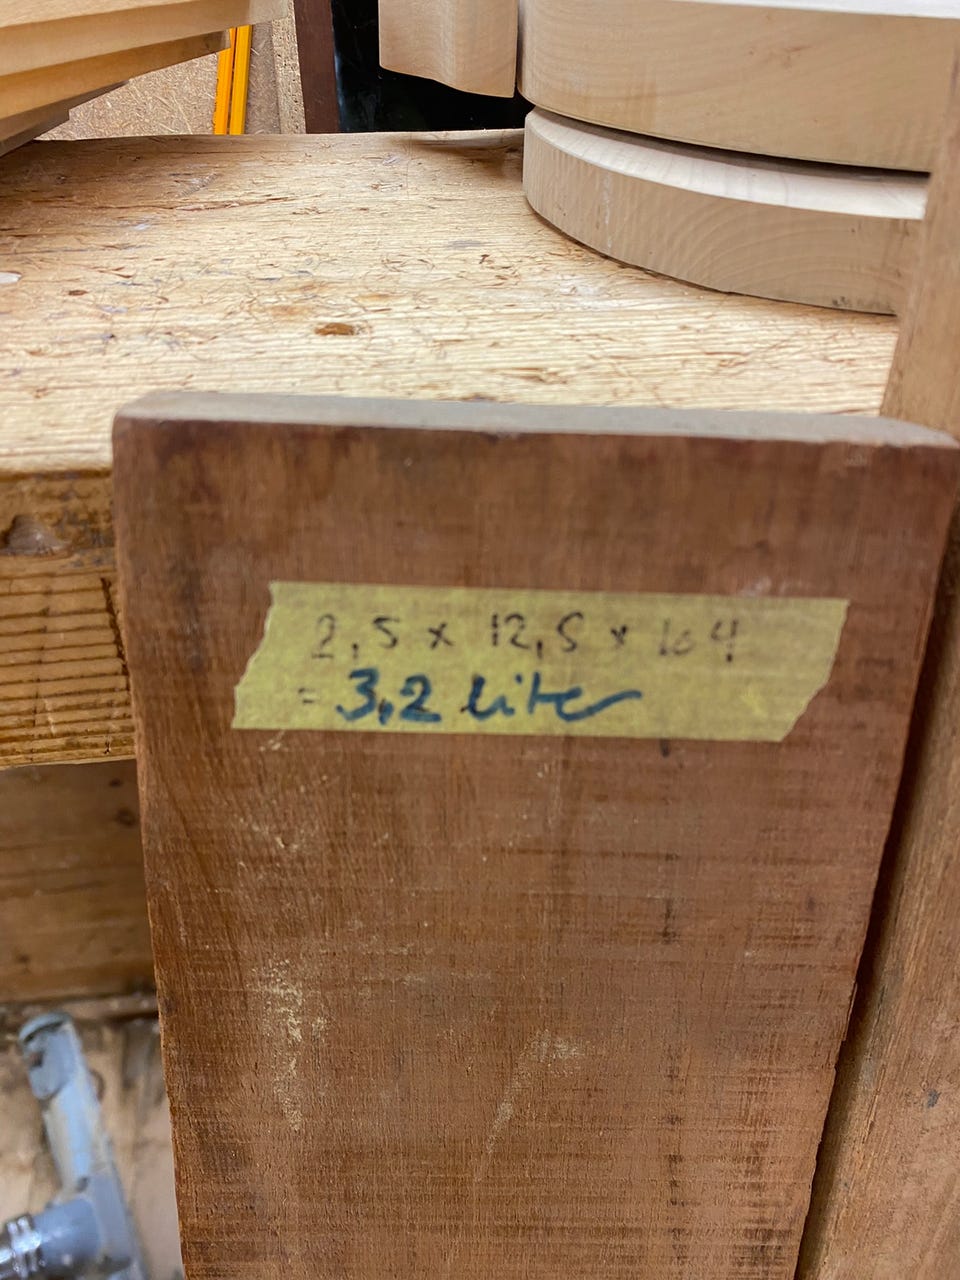 2,5 x 12,5 x 104
= 3,2 liter